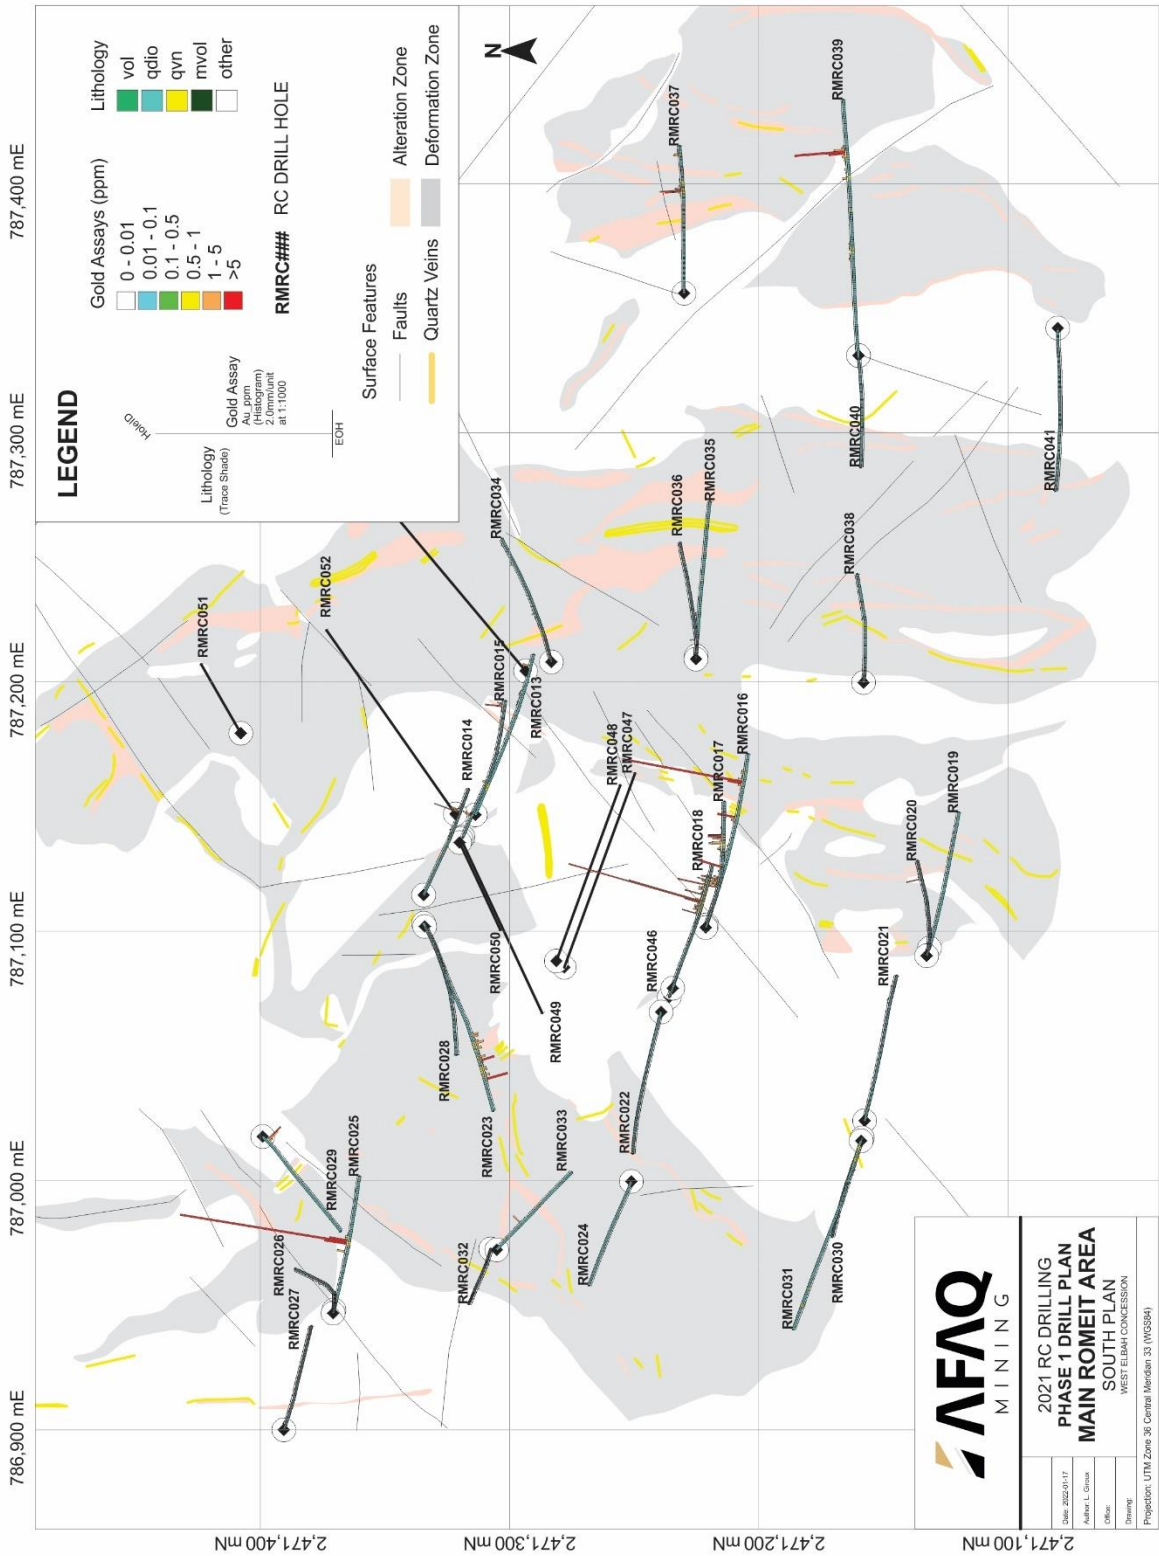 LEGEND
HoleID
Lithology
(Trace Shade)
Gold Assay
Au_ppm
(Histogram)
2.0mm/unit
at 1:1000
EOH
Gold Assays (ppm)
0 - 0.01
0.01 - 0.1
0.1 - 0.5
0.5 - 1
1 - 5
>5
Lithology
vol
qdio
qvn
mvol
other
RMRC### RC DRILL HOLE
Surface Features
Faults
Quartz Veins
Alteration Zone
Deformation Zone
N
786,900 mE
787,000 mE
787,100 mE
787,200 mE
787,300 mE
787,400 mE
2,471,400 mN
2,471,300 mN
2,471,200 mN
2,471,100 mN
RMRC037
RMRC039
RMRC040
RMRC041
RMRC034
RMRC035
RMRC036
RMRC038
RMRC052
RMRC051
RMRC015
RMRC013
RMRC014
RMRC048
RMRC047
RMRC016
RMRC017
RMRC018
RMRC019
RMRC020
RMRC021
RMRC046
RMRC050
RMRC049
RMRC028
RMRC023
RMRC033
RMRC022
RMRC024
RMRC025
RMRC029
RMRC026
RMRC027
RMRC032
RMRC031
RMRC030
AFAQ
MINING
2021 RC DRILLING
PHASE 1 DRILL PLAN
MAIN ROMEIT AREA
SOUTH PLAN
WEST ELBAH CONCESSION
Date: 2022-01-17
Author: L. Giroux
Office:
Drawing:
Projection: UTM Zone 36 Central Meridian 33 (WGS84)